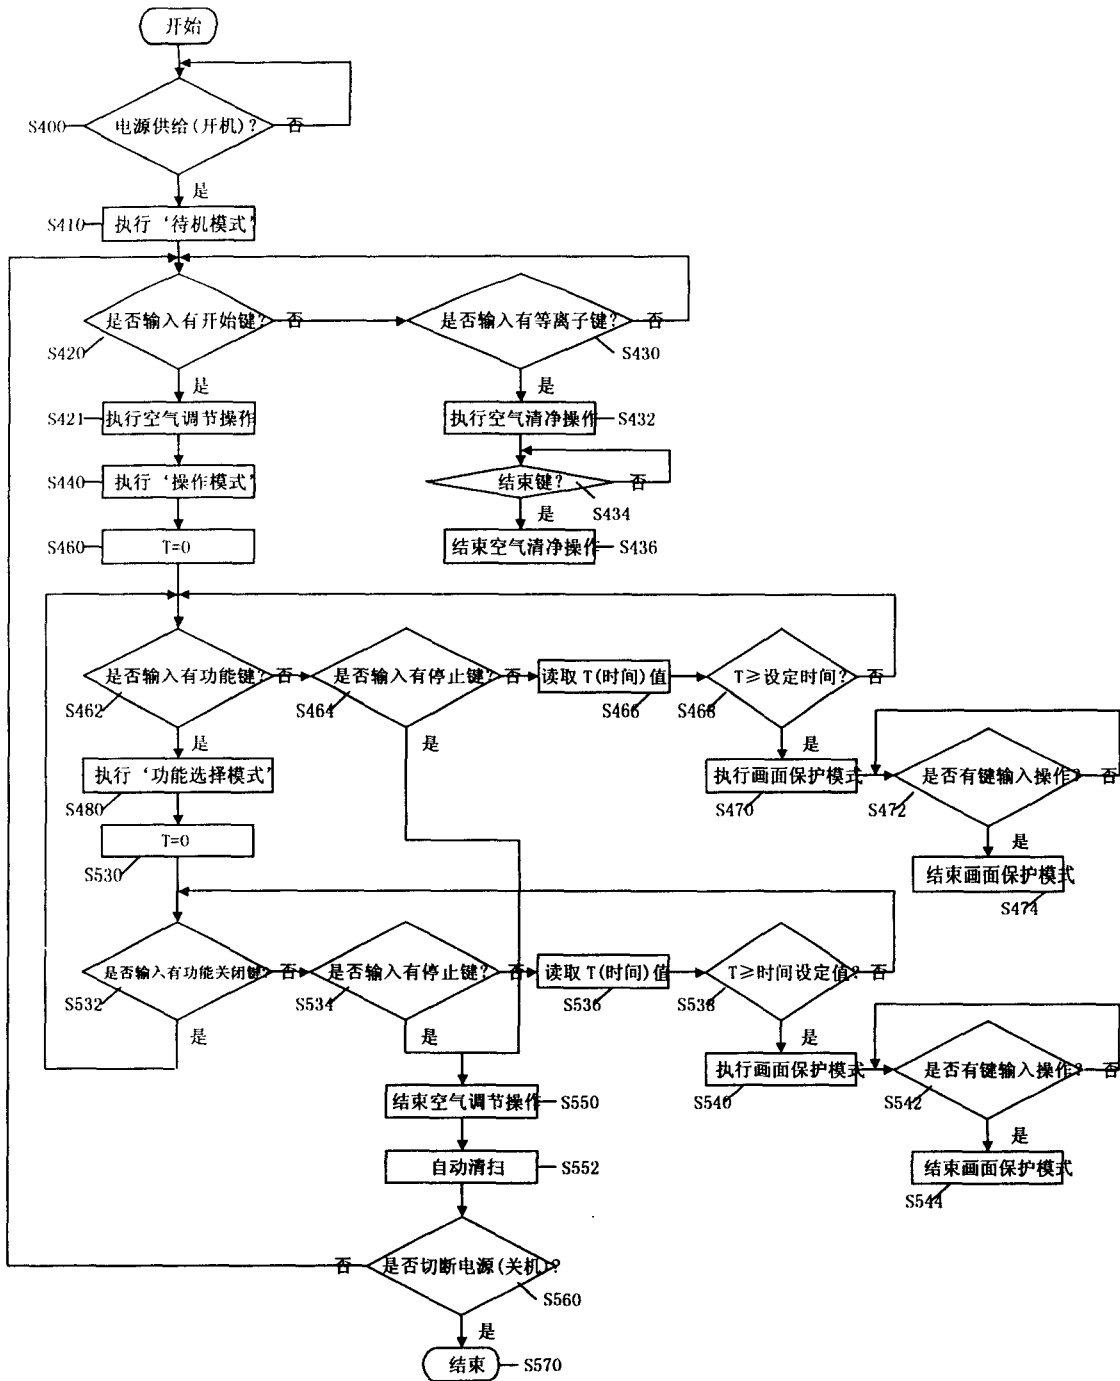 开始
S400
电源供给(开机)?
否
是
S410
执行‘待机模式’
是否输入有开始键?
否
是否输入有等离子键?
否
S420
S430
是
是
S421
执行空气调节操作
执行空气清净操作
S432
S440
执行‘操作模式’
结束键?
否
S434
是
S460
T=0
结束空气清净操作
S436
是否输入有功能键?
否
是否输入有停止键?
否
读取 T(时间)值
T≥设定时间?
否
S462
S464
S466
S468
是
是
是
执行‘功能选择模式’
执行画面保护模式
是否有键输入操作?
否
S480
S470
S472
T=0
是
S530
结束画面保护模式
S474
是否输入有功能关闭键?
否
是否输入有停止键?
否
读取 T(时间)值
T≥时间设定值?
否
S532
S534
S536
S538
是
是
是
执行画面保护模式
是否有键输入操作?
否
S540
S542
结束空气调节操作
S550
是
自动清扫
S552
结束画面保护模式
S544
否
是否切断电源(关机)?
S560
是
结束
S570